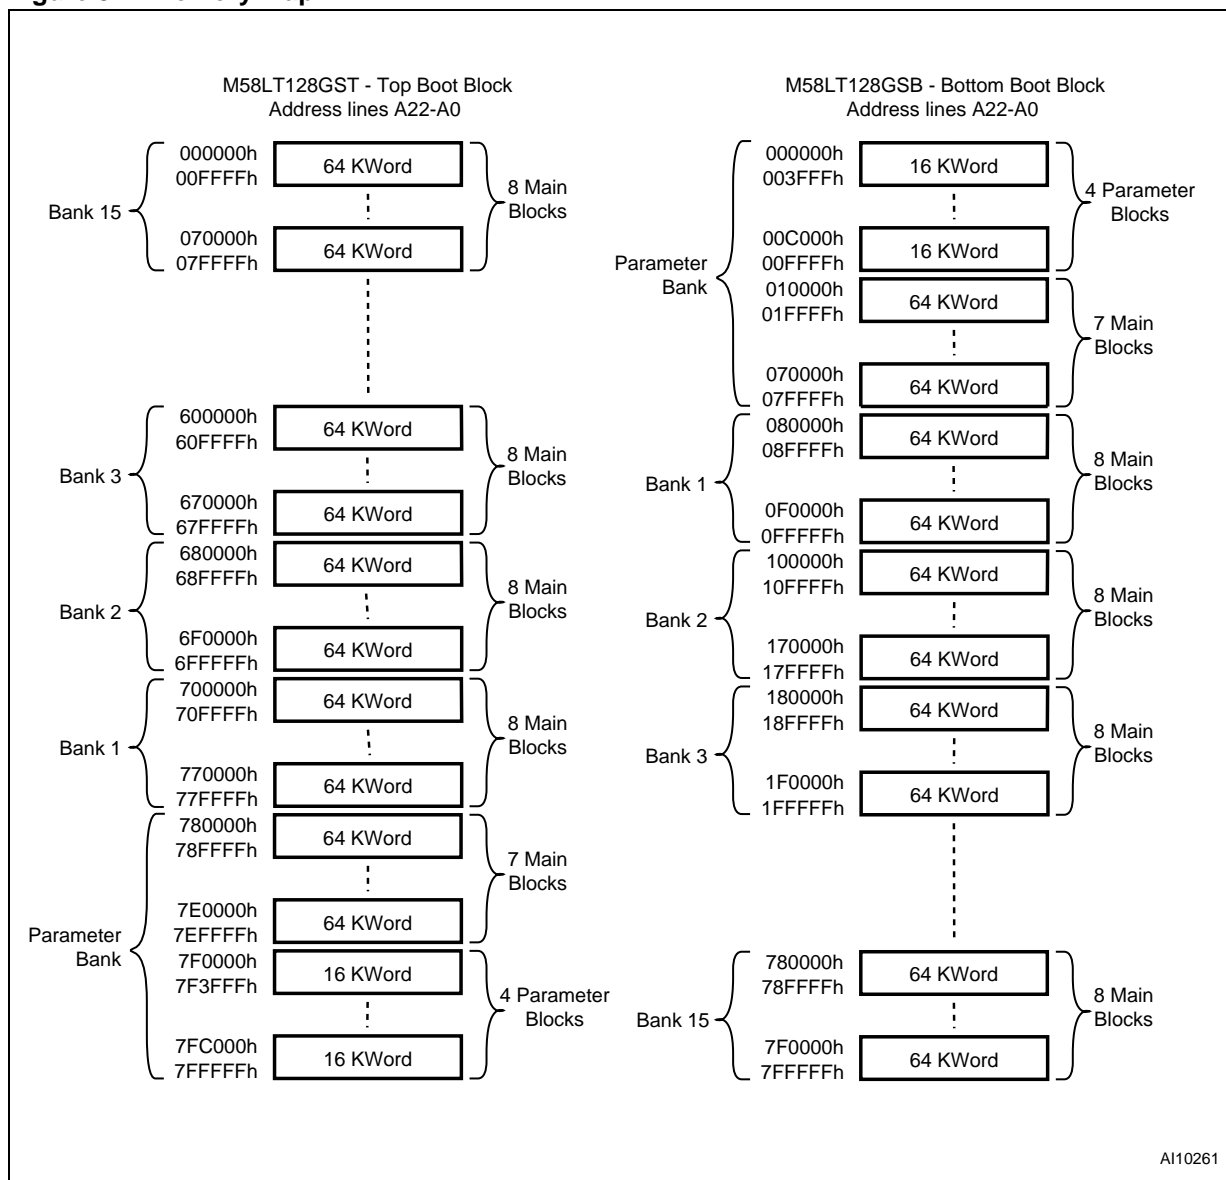 M58LT128GST - Top Boot Block
Address lines A22-A0
000000h
00FFFFh
64 KWord
Bank 15
8 Main
Blocks
070000h
07FFFFh
64 KWord
600000h
60FFFFh
64 KWord
Bank 3
8 Main
Blocks
670000h
67FFFFh
64 KWord
680000h
68FFFFh
64 KWord
Bank 2
8 Main
Blocks
6F0000h
6FFFFFh
64 KWord
700000h
70FFFFh
64 KWord
Bank 1
8 Main
Blocks
770000h
77FFFFh
64 KWord
780000h
78FFFFh
64 KWord
7 Main
Blocks
7E0000h
7EFFFFh
64 KWord
Parameter
Bank
7F0000h
7F3FFFh
16 KWord
4 Parameter
Blocks
7FC000h
7FFFFFh
16 KWord
M58LT128GSB - Bottom Boot Block
Address lines A22-A0
000000h
003FFFh
16 KWord
4 Parameter
Blocks
00C000h
00FFFFh
16 KWord
Parameter
Bank
010000h
01FFFFh
64 KWord
7 Main
Blocks
070000h
07FFFFh
64 KWord
080000h
08FFFFh
64 KWord
Bank 1
8 Main
Blocks
0F0000h
0FFFFFh
64 KWord
100000h
10FFFFh
64 KWord
Bank 2
8 Main
Blocks
170000h
17FFFFh
64 KWord
180000h
18FFFFh
64 KWord
Bank 3
8 Main
Blocks
1F0000h
1FFFFFh
64 KWord
780000h
78FFFFh
64 KWord
Bank 15
8 Main
Blocks
7F0000h
7FFFFFh
64 KWord
AI10261